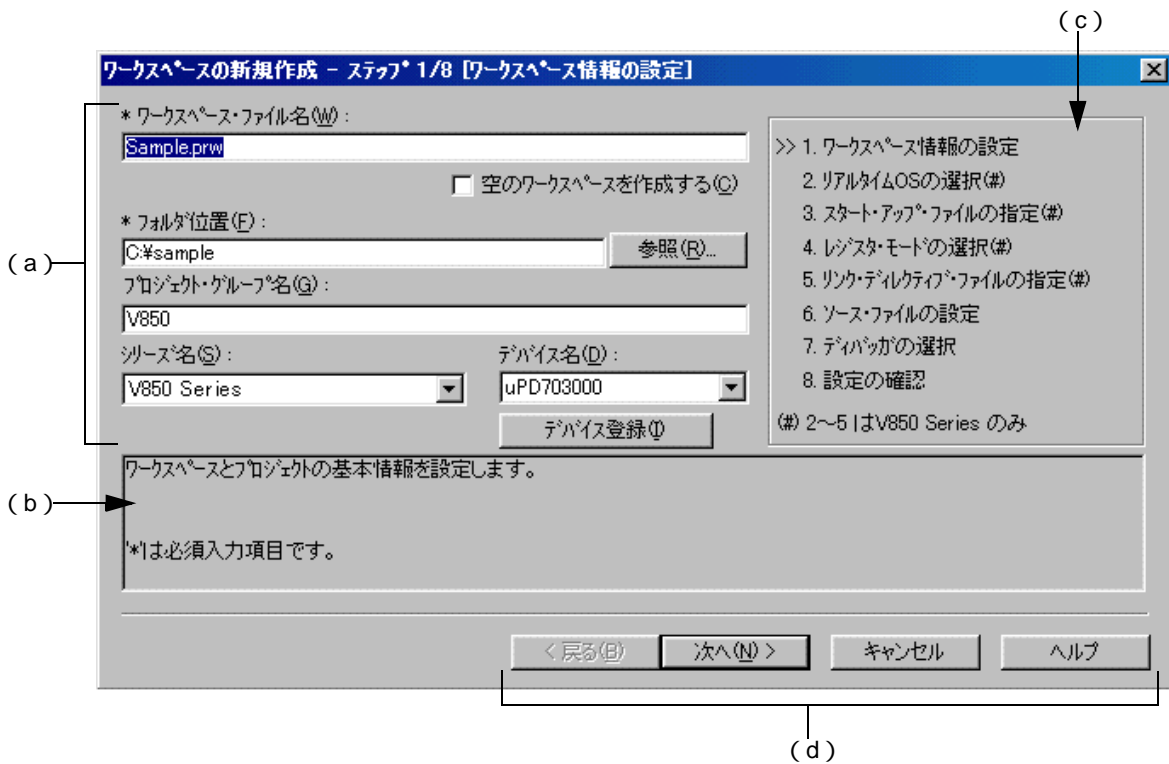 (c)
ワークスペースの新規作成 - ステップ 1/8 [ワークスペース情報の設定]
* ワークスペース・ファイル名(W) :
Sample.prw
空のワークスペースを作成する(C)
* フォルダ位置(F) :
C:¥sample
参照(R)...
プロジェクト・グループ名(G) :
V850
シリーズ名(S) :
デバイス名(D) :
V850 Series
uPD703000
デバイス登録(I)
>> 1. ワークスペース情報の設定
2. リアルタイムOSの選択(#)
3. スタート・アップ・ファイルの指定(#)
4. レジスタ・モードの選択(#)
5. リンク・ディレクティブ・ファイルの指定(#)
6. ソース・ファイルの設定
7. ディバッガの選択
8. 設定の確認
(#) 2~5 はV850 Series のみ
(a)
ワークスペースとプロジェクトの基本情報を設定します。
(b)
'*'は必須入力項目です。
< 戻る(B)
次へ(N) >
キャンセル
ヘルプ
(d)